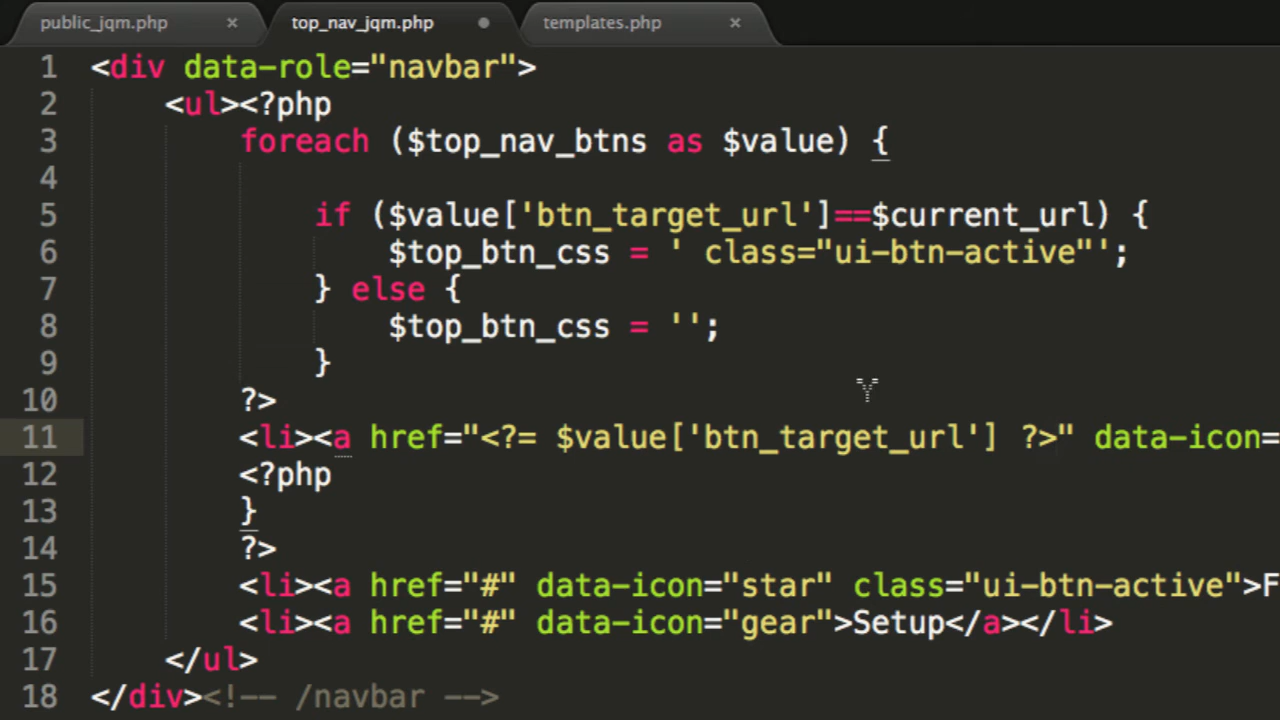 public_jqm.php × top_nav_jqm.php templates.php ×
1 <div data-role="navbar">
2 <ul><?php
3 foreach ($top_nav_btns as $value) {
4
5 if ($value['btn_target_url']==$current_url) {
6 $top_btn_css = ' class="ui-btn-active"';
7 } else {
8 $top_btn_css = '';
9 }
10 ?>
11 <li><a href="<?= $value['btn_target_url'] ?>" data-icon=
12 <?php
13 }
14 ?>
15 <li><a href="#" data-icon="star" class="ui-btn-active">F
16 <li><a href="#" data-icon="gear">Setup</a></li>
17 </ul>
18 </div><!-- /navbar -->